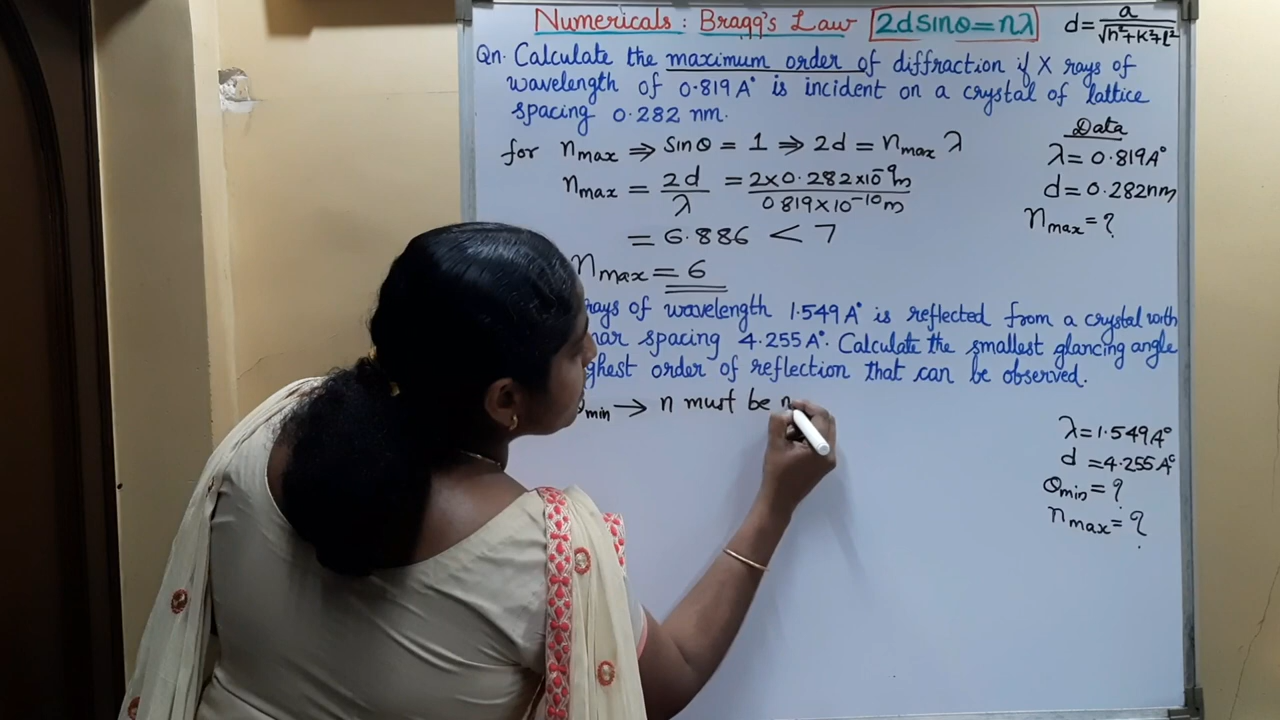 Numericals : Bragg's Law 2dsinθ=nλ d= a/√h²+k²+l²
Qn. Calculate the maximum order of diffraction if X rays of
wavelength of 0.819 A° is incident on a crystal of lattice
spacing 0.282 nm.
for nmax ⇒ Sinθ = 1 ⇒ 2d = nmax λ
nmax = 2d/λ = 2×0.282×10⁻⁹m/0.819×10⁻¹⁰m
= 6.886 < 7
nmax = 6
Data
λ= 0.819A°
d= 0.282nm
nmax= ?
rays of wavelength 1.549A° is reflected from a crystal with
spacing 4.255A°. Calculate the smallest glancing angle
order of reflection that can be observed.
min → n must be
λ=1.549A°
d =4.255A°
θmin= ?
nmax= ?